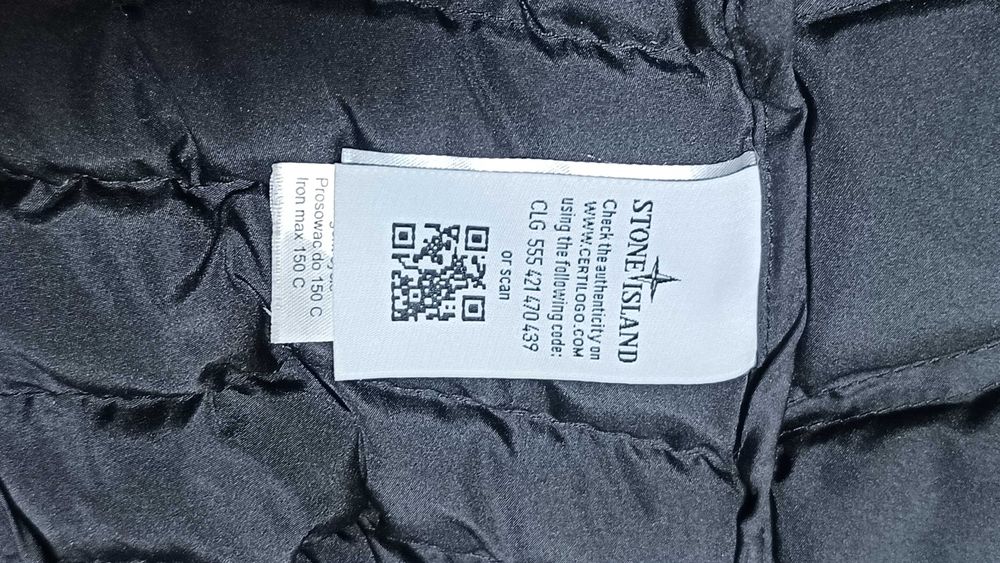 STONE ISLAND
Check the authenticity on
WWW.CERTILOGO.COM
using the following code:
CLG 555 421 470 439
or scan
Prosowac do 150 C
Iron max 150 C